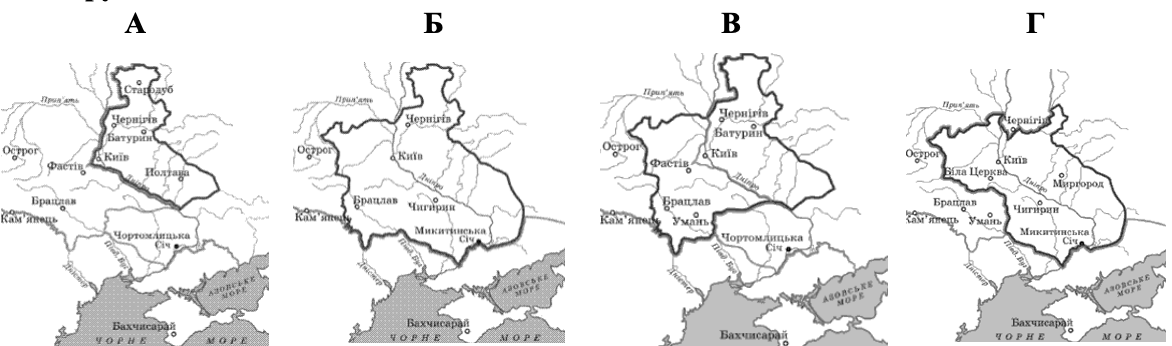 А
Прип'ять
Стародуб
Чернігів
Батурин
Острог
Київ
Фастів
Полтава
Дніпро
Брацлав
Кам'янець
Чортомлицька
Січ
Півд. Буг
Дністер
АЗОВСЬКЕ
МОРЕ
Бахчисарай
ЧОРНЕ МОРЕ
Б
Прип'ять
Чернігів
Острог
Київ
Дніпро
Брацлав
Чигирин
Кам'янець
Микитинська
Січ
Півд. Буг
Дністер
АЗОВСЬКЕ
МОРЕ
Бахчисарай
ЧОРНЕ МОРЕ
В
Прип'ять
Чернігів
Батурин
Острог
Київ
Фастів
Дніпро
Брацлав
Умань
Кам'янець
Чортомлицька
Січ
Півд. Буг
Дністер
АЗОВСЬКЕ
МОРЕ
Бахчисарай
Г
Прип'ять
Чернігів
Острог
Київ
Біла Церква
Миргород
Дніпро
Брацлав
Чигирин
Кам'янець
Умань
Микитинська
Січ
Півд. Буг
Дністер
АЗОВСЬКЕ
МОРЕ
Бахчисарай
ЧОРНЕ МОРЕ